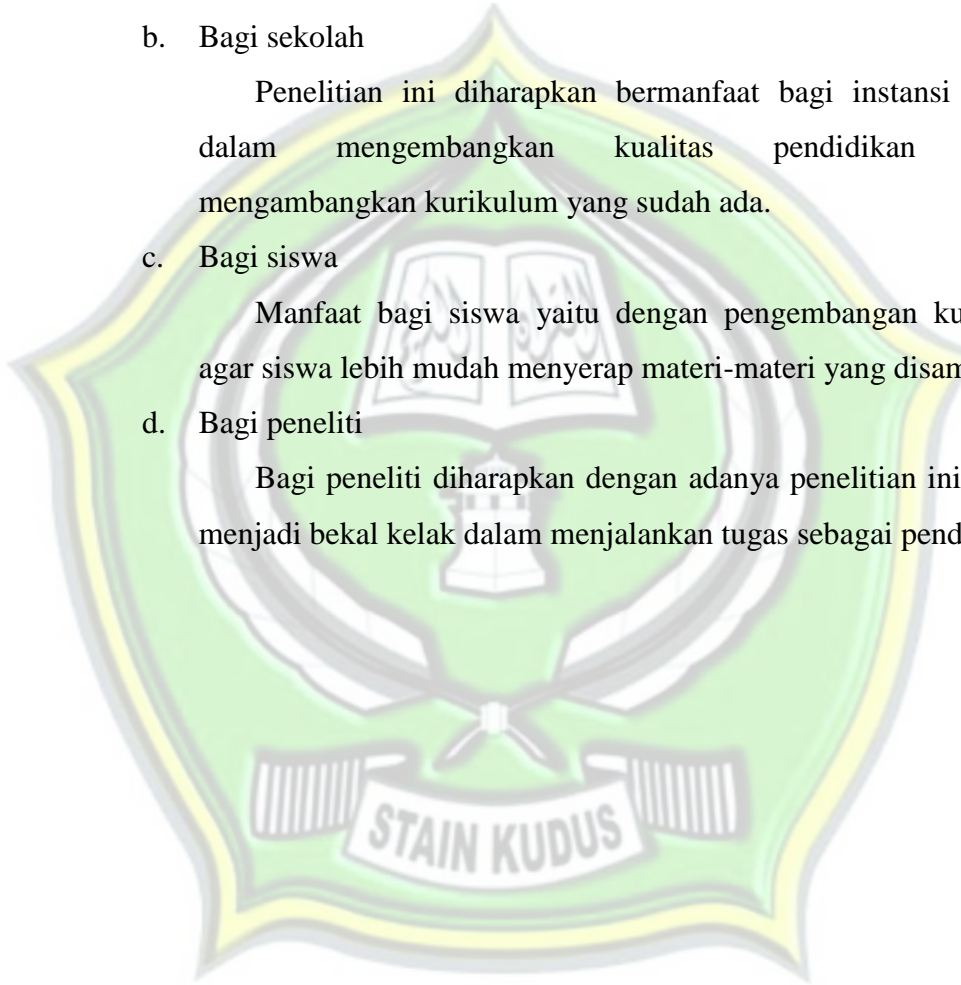 b. Bagi sekolah
Penelitian ini diharapkan bermanfaat bagi instansi
dalam mengembangkan kualitas pendidikan
mengambangkan kurikulum yang sudah ada.
c. Bagi siswa
Manfaat bagi siswa yaitu dengan pengembangan
agar siswa lebih mudah menyerap materi-materi yang
d. Bagi peneliti
Bagi peneliti diharapkan dengan adanya penelitian ini
menjadi bekal kelak dalam menjalankan tugas sebagai
STAIN KUDUS